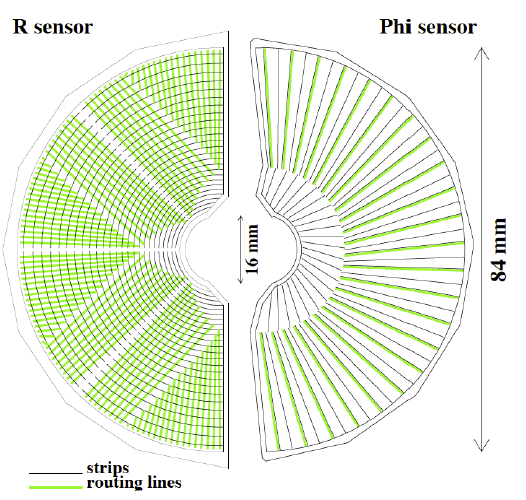 R sensor
Phi sensor
16 mm
84 mm
strips
routing lines